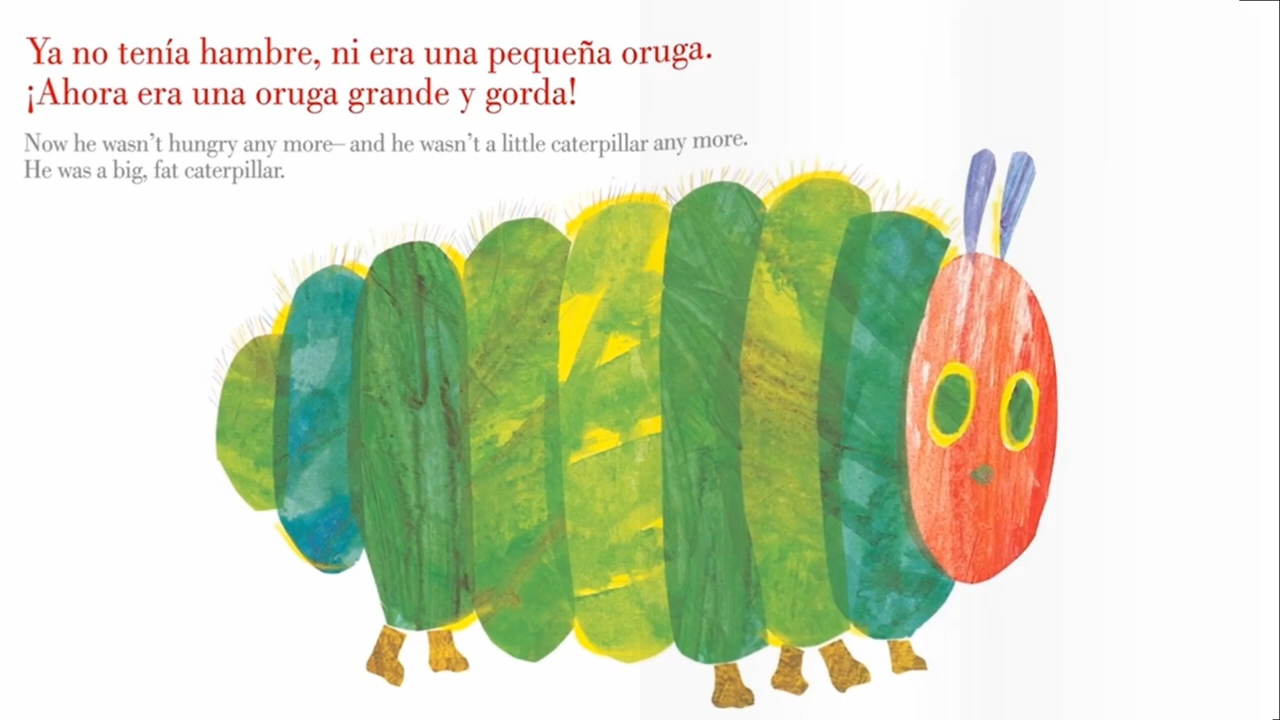 Ya no tenía hambre, ni era una pequeña oruga.
¡Ahora era una oruga grande y gorda!
Now he wasn't hungry any more—and he wasn't a little caterpillar any more.
He was a big, fat caterpillar.